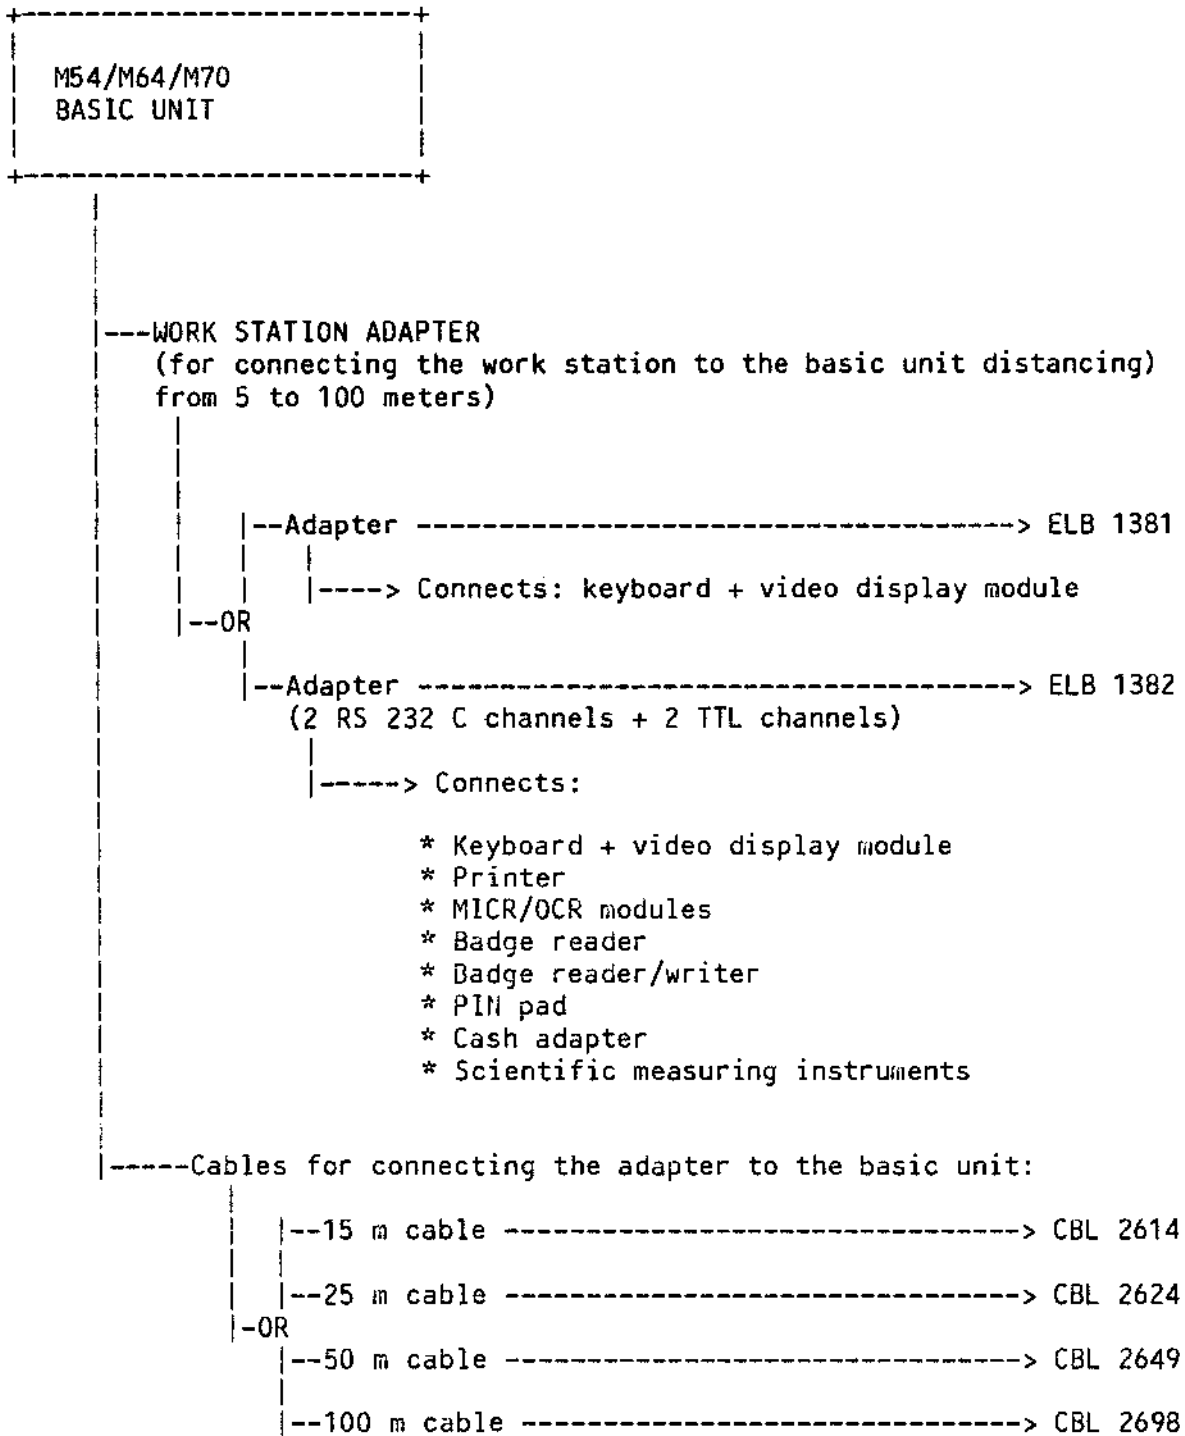 M54/M64/M70
BASIC UNIT
---WORK STATION ADAPTER
(for connecting the work station to the basic unit distancing)
from 5 to 100 meters)
|--Adapter ------------------------------------> ELB 1381
|----> Connects: keyboard + video display module
|--OR
|--Adapter ------------------------------------> ELB 1382
(2 RS 232 C channels + 2 TTL channels)
|-----> Connects:
* Keyboard + video display module
* Printer
* MICR/OCR modules
* Badge reader
* Badge reader/writer
* PIN pad
* Cash adapter
* Scientific measuring instruments
|-----Cables for connecting the adapter to the basic unit:
|--15 m cable -------------------------------> CBL 2614
|--25 m cable -------------------------------> CBL 2624
|-OR
|--50 m cable -------------------------------> CBL 2649
|--100 m cable ------------------------------> CBL 2698